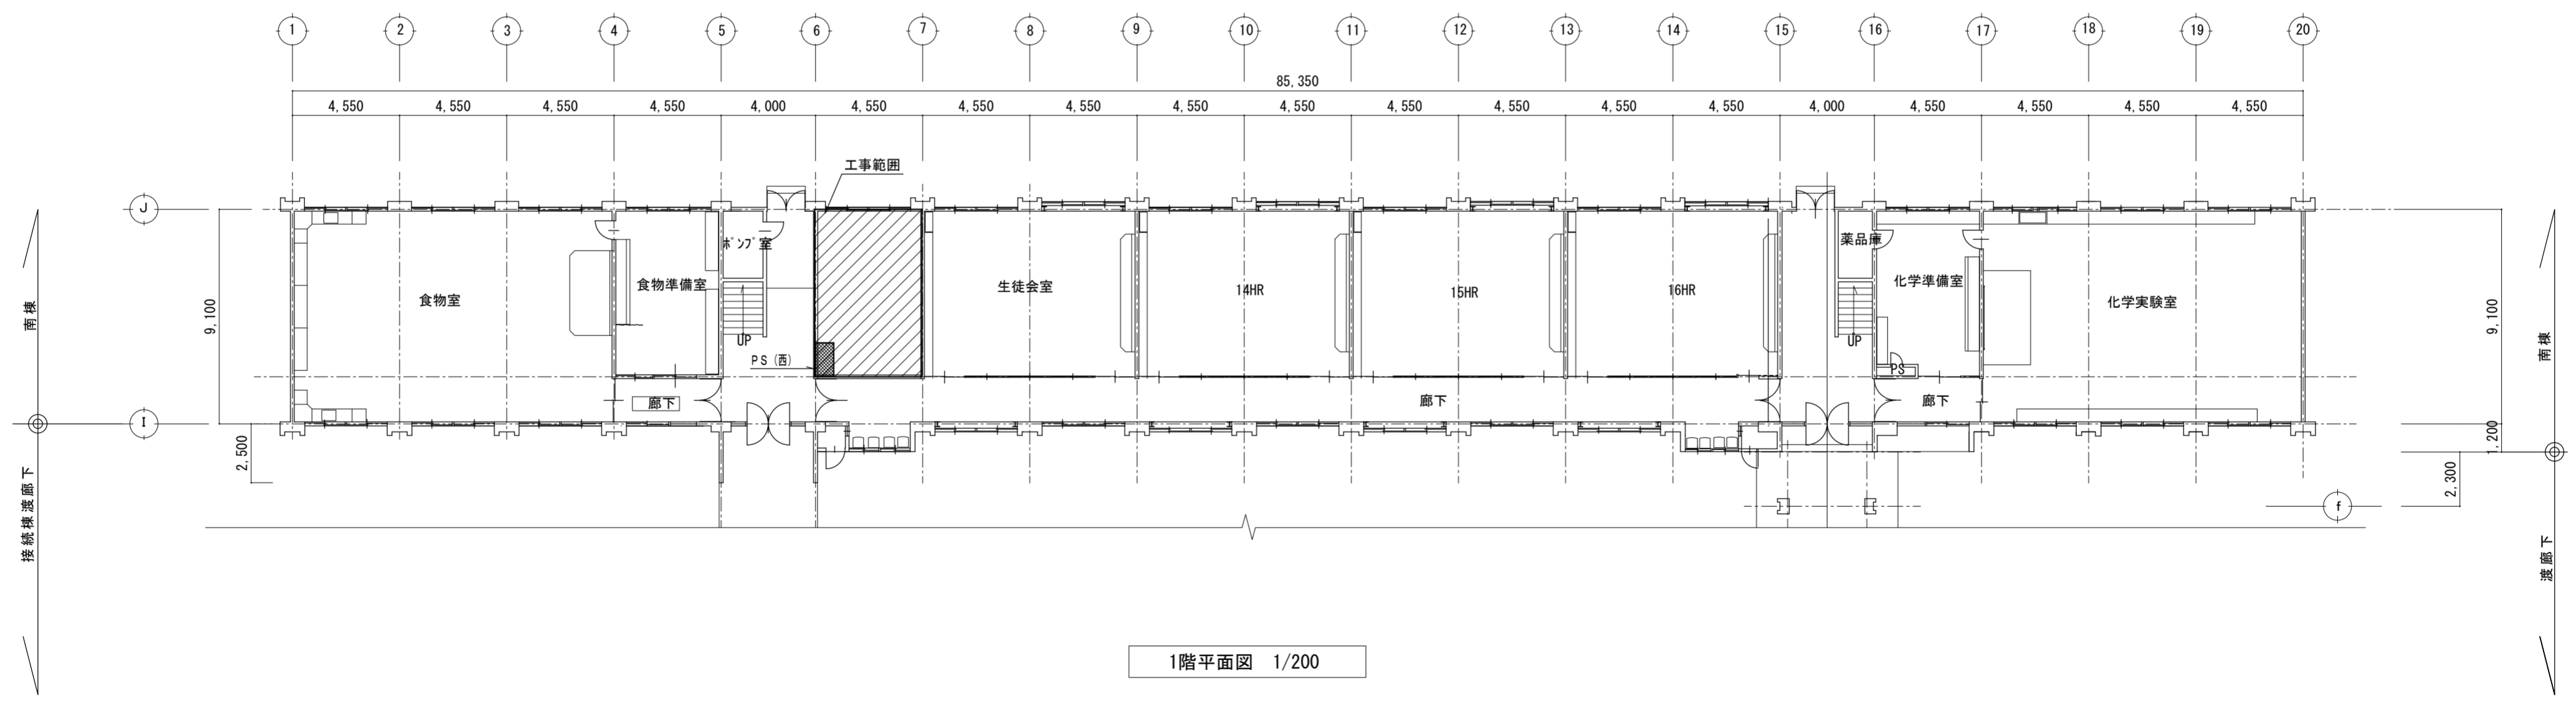 1 2 3 4 5 6 7 8 9 10 11 12 13 14 15 16 17 18 19 20
85,350
4,550 4,550 4,550 4,550 4,000 4,550 4,550 4,550 4,550 4,550 4,550 4,550 4,550 4,550 4,000 4,550 4,550 4,550 4,550
工事範囲
J
ポンプ室
薬品庫
食物室
食物準備室
生徒会室
14HR
15HR
16HR
化学準備室
化学実験室
南棟
9,100
9,100
南棟
UP
UP
PS(西)
PS
廊下
廊下
廊下
I
2,500
1,200
2,300
接続棟渡廊下
渡廊下
f
1階平面図 1/200